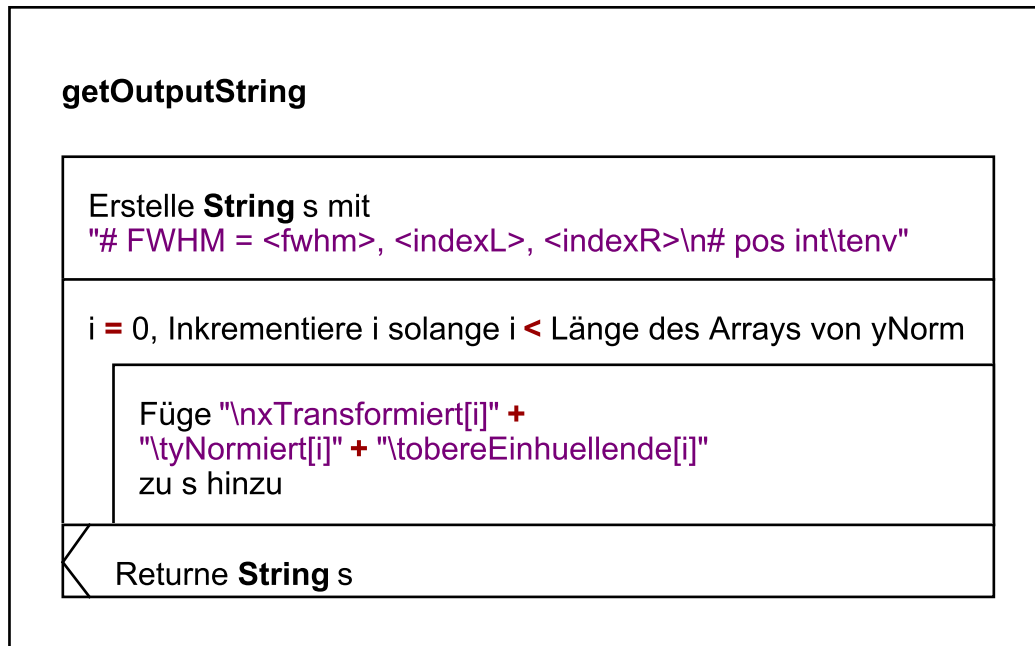 getOutputString
Erstelle String s mit
"# FWHM = <fwhm>, <indexL>, <indexR>\n# pos int\tenv"
i = 0, Inkrementiere i solange i < Länge des Arrays von yNorm
Füge "\nxTransformiert[i]" +
"\tyNormiert[i]" + "\tobereEinhuellende[i]"
zu s hinzu
Returne String s